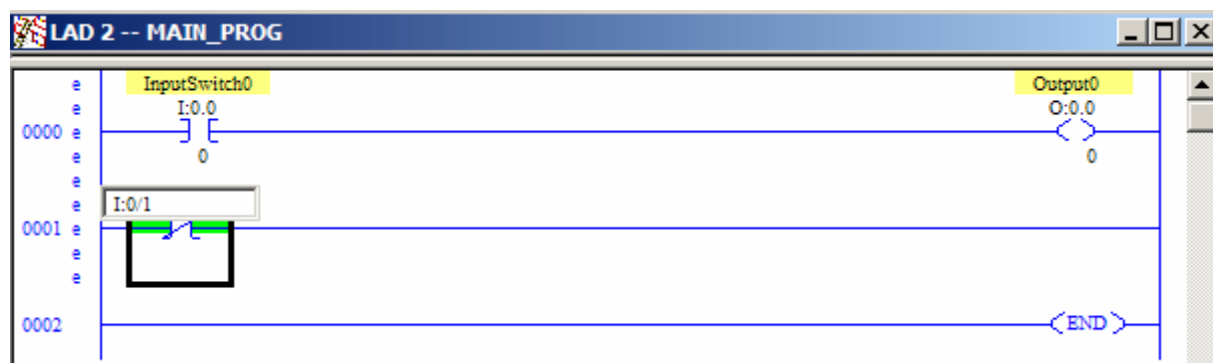 LAD 2 -- MAIN_PROG
e InputSwitch0 Output0
e I:0.0 O:0.0
0000 e
e 0 0
e
e I:0/1
0001 e
e
e
0002 END